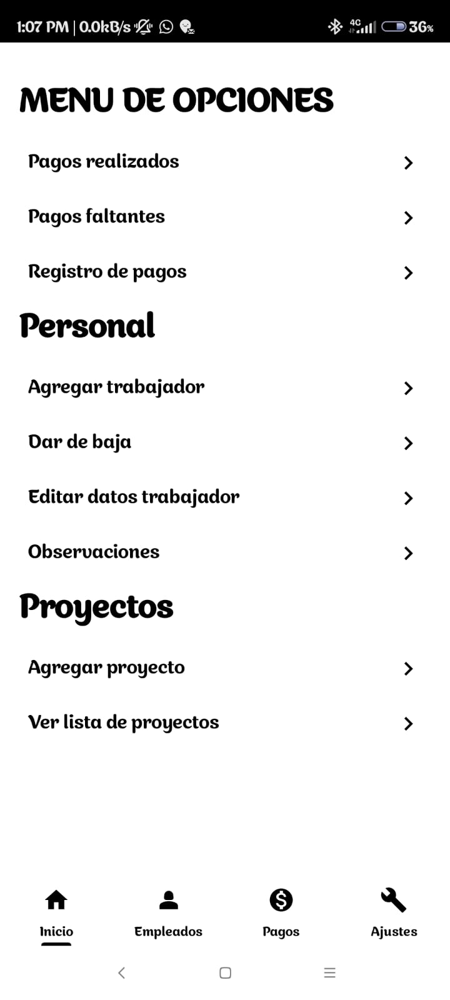 1:07 PM | 0.0kB/s 4G 36%
MENU DE OPCIONES
Pagos realizados
Pagos faltantes
Registro de pagos
Personal
Agregar trabajador
Dar de baja
Editar datos trabajador
Observaciones
Proyectos
Agregar proyecto
Ver lista de proyectos
Inicio Empleados Pagos Ajustes